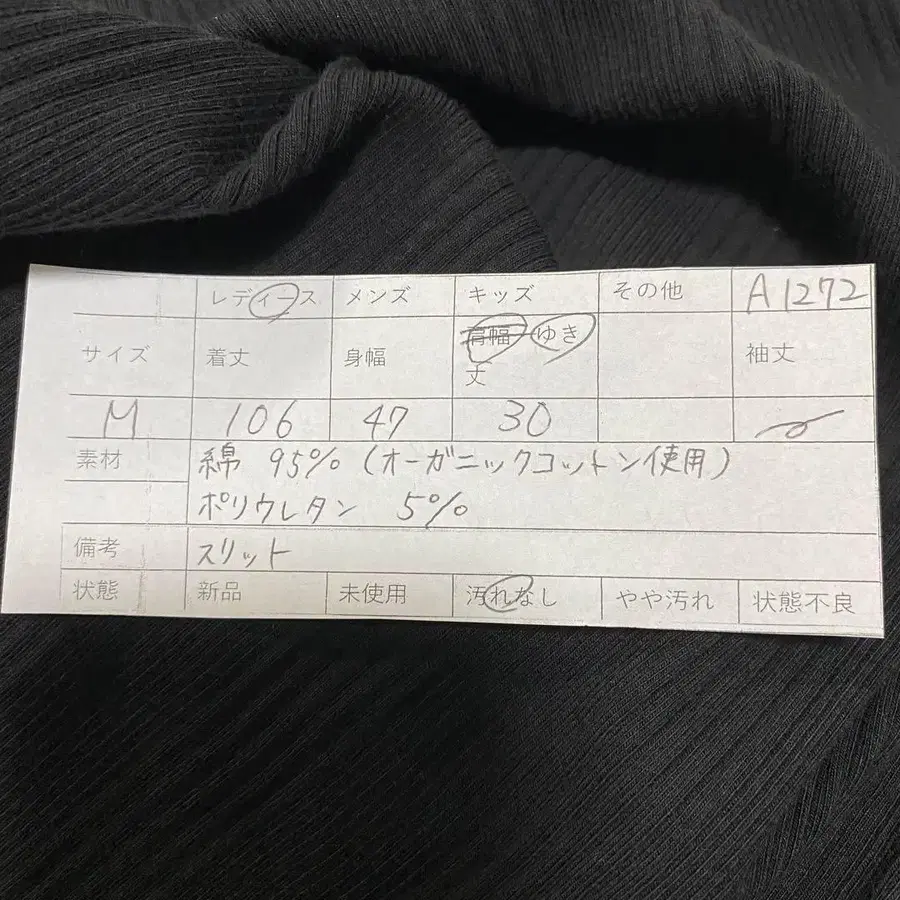 レディース メンズ キッズ その他 A1272
サイズ 着丈 身幅 肩幅 ゆき丈 袖丈
M 106 47 30
素材 綿 95% (オーガニックコットン使用)
ポリウレタン 5%
備考 スリット
状態 新品 未使用 汚れなし やや汚れ 状態不良